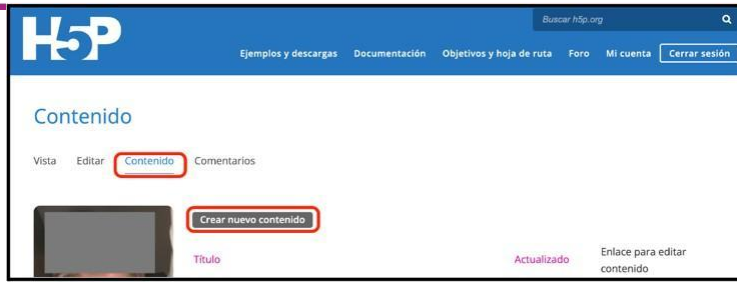 H5P
Buscar h5p.org
Ejemplos y descargas Documentación Objetivos y hoja de ruta Foro Mi cuenta Cerrar sesión
Contenido
Vista Editar Contenido Comentarios
Crear nuevo contenido
Título Actualizado Enlace para editar
contenido